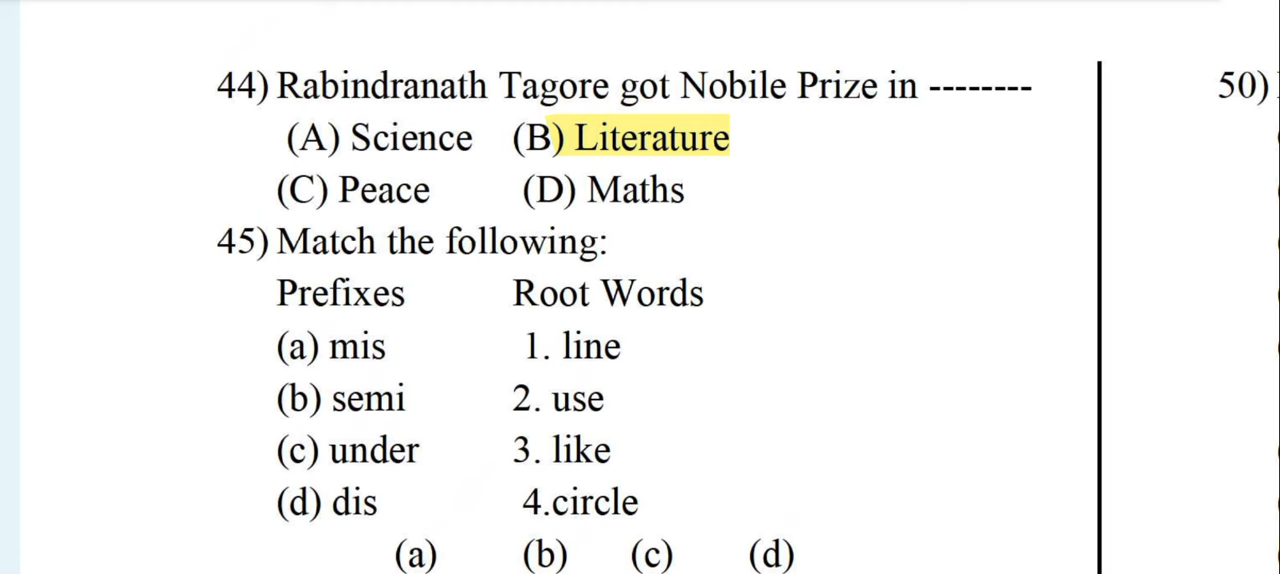 44) Rabindranath Tagore got Nobile Prize in --------
(A) Science (B) Literature
(C) Peace (D) Maths
45) Match the following:
Prefixes Root Words
(a) mis 1. line
(b) semi 2. use
(c) under 3. like
(d) dis 4.circle
(a) (b) (c) (d)
50)